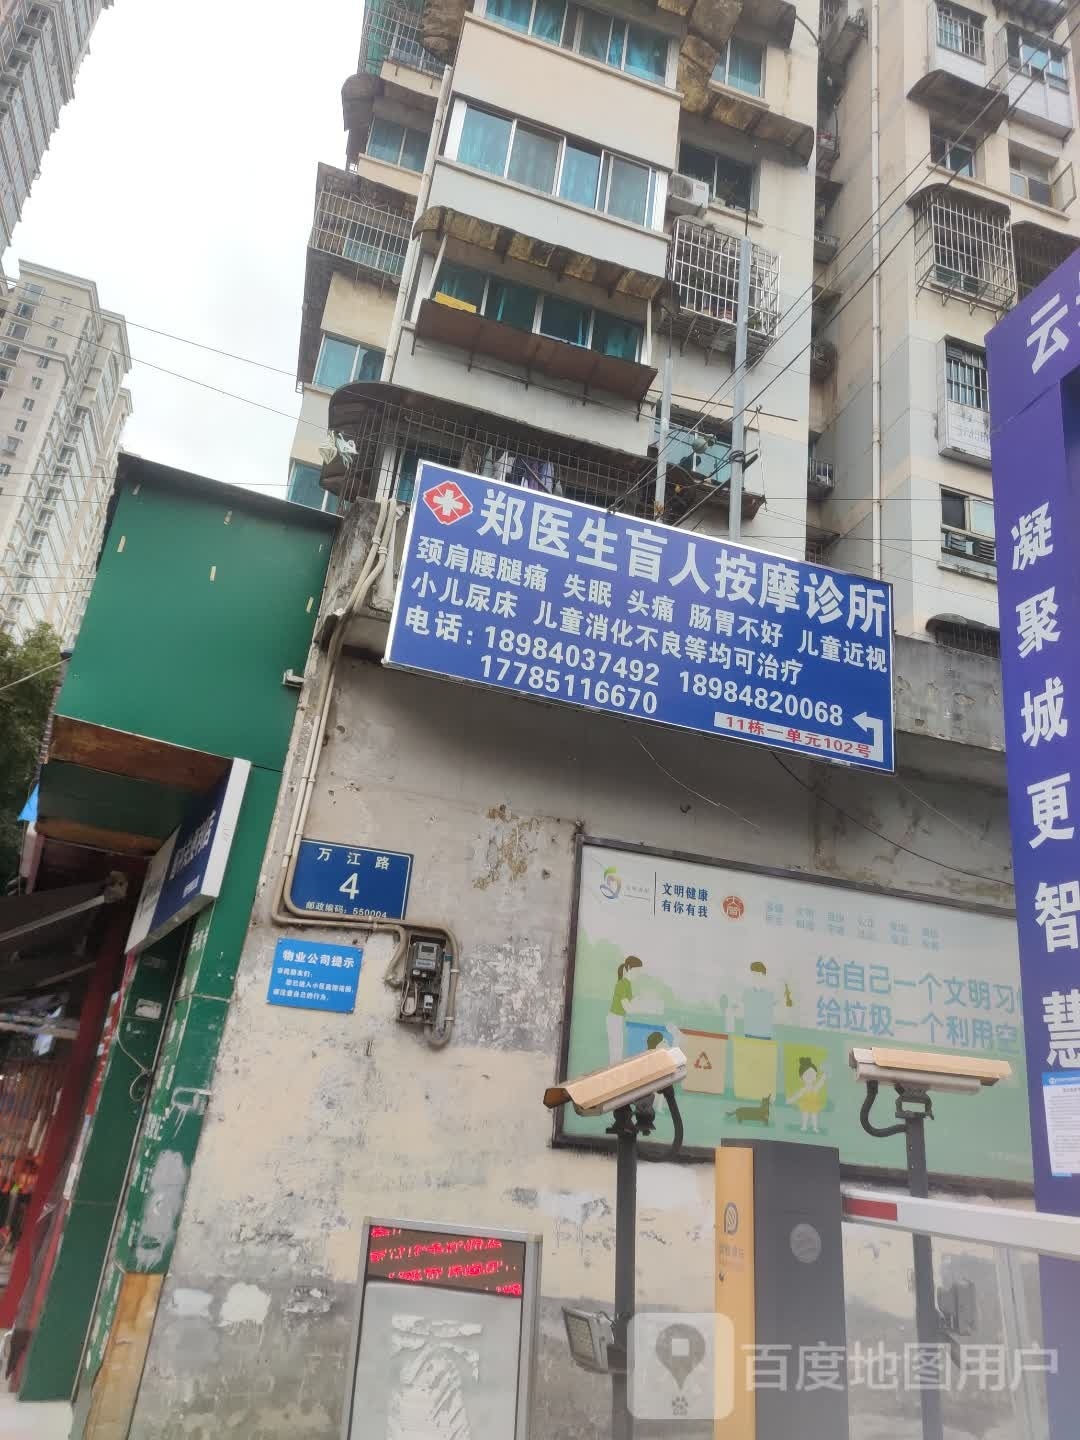 云
凝聚城更智慧
郑医生盲人按摩诊所
颈肩腰腿痛 失眠 头痛 肠胃不好 儿童近视
小儿尿床 儿童消化不良等均可治疗
电话：18984037492 18984820068
17785116670
11栋一单元102号
万江路
4
邮政编码：550004
物业公司提示
文明健康
有你有我
给自己一个文明习
给垃圾一个利用空
百度地图用户